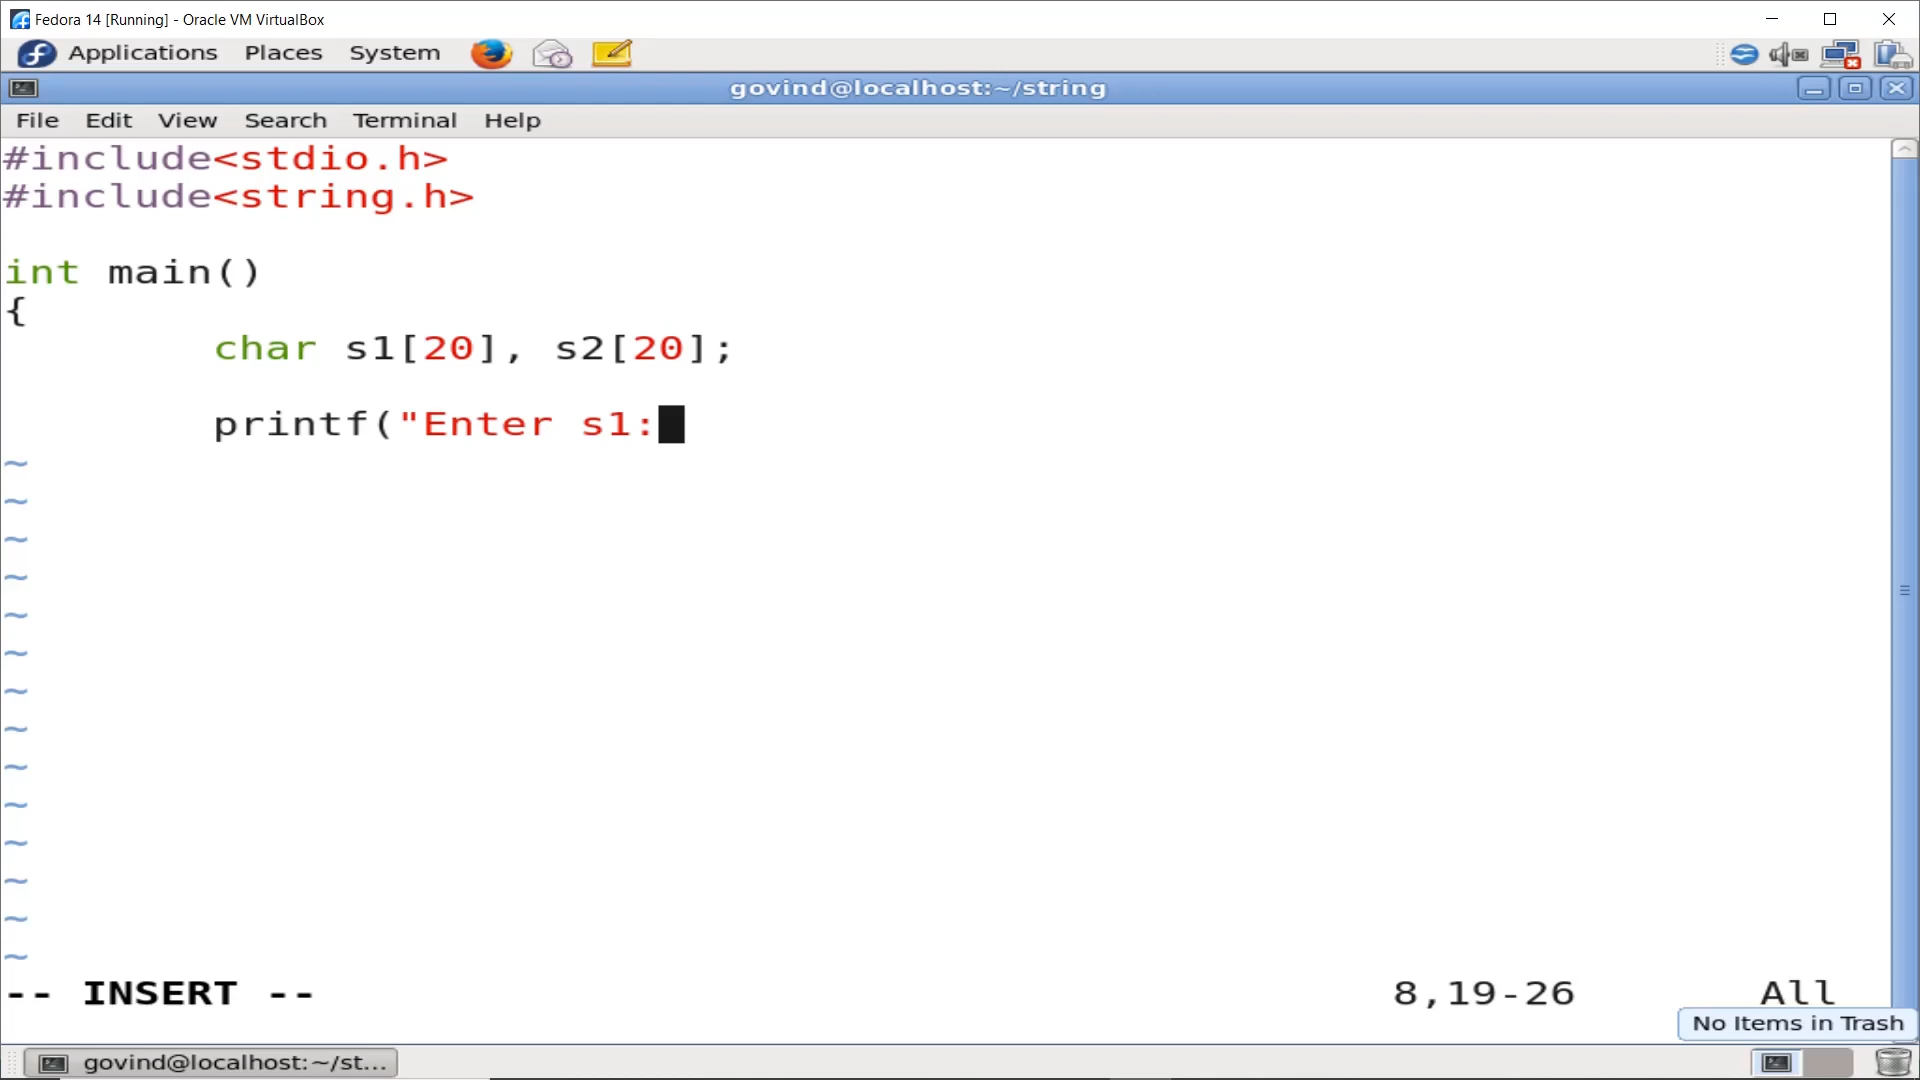 Fedora 14 [Running] - Oracle VM VirtualBox
Applications Places System
govind@localhost:~/string
File Edit View Search Terminal Help
#include<stdio.h>
#include<string.h>
int main()
{
char s1[20], s2[20];
printf("Enter s1:
~
~
~
~
~
~
~
~
~
~
~
~
~
~
-- INSERT -- 8,19-26 All
No Items in Trash
govind@localhost:~/st...